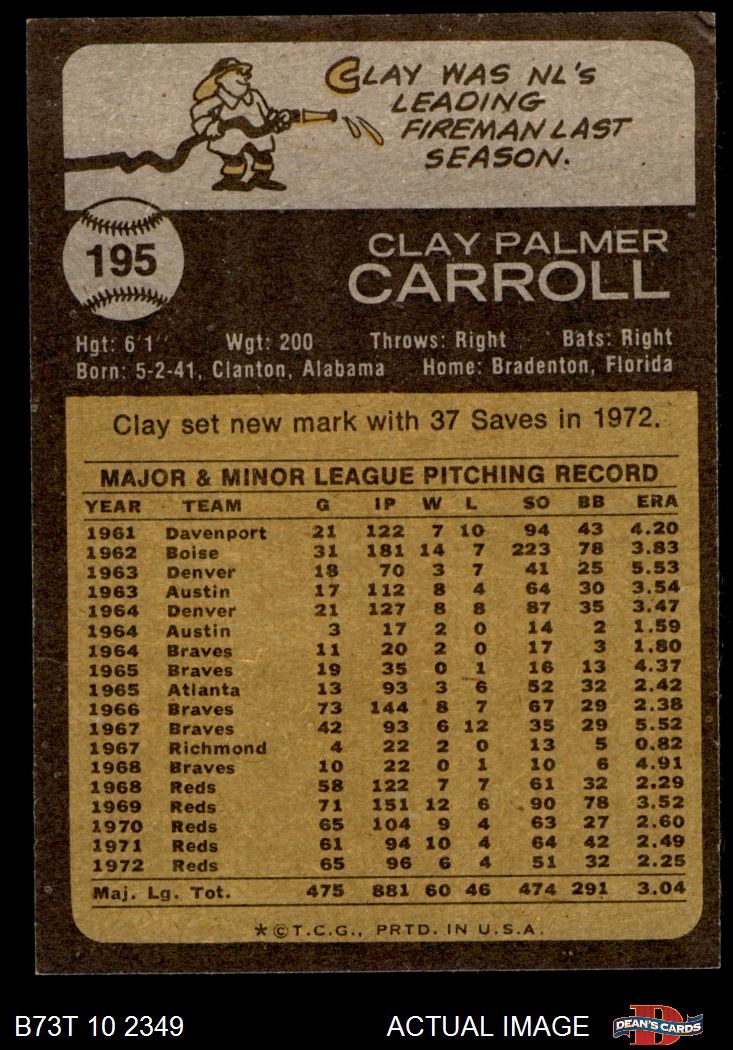 CLAY WAS NL'S
LEADING
FIREMAN LAST
SEASON.
195
CLAY PALMER
CARROLL
Hgt: 6'1" Wgt: 200 Throws: Right Bats: Right
Born: 5-2-41, Clanton, Alabama Home: Bradenton, Florida
Clay set new mark with 37 Saves in 1972.
MAJOR & MINOR LEAGUE PITCHING RECORD
YEAR TEAM G IP W L SO BB ERA
1961 Davenport 21 122 7 10 94 43 4.20
1962 Boise 31 181 14 7 223 78 3.83
1963 Denver 18 70 3 7 41 25 5.53
1963 Austin 17 112 8 4 64 30 3.54
1964 Denver 21 127 8 8 87 35 3.47
1964 Austin 3 17 2 0 14 2 1.59
1964 Braves 11 20 2 0 17 3 1.80
1965 Braves 19 35 0 1 16 13 4.37
1965 Atlanta 13 93 3 6 52 32 2.42
1966 Braves 73 144 8 7 67 29 2.38
1967 Braves 42 93 6 12 35 29 5.52
1967 Richmond 4 22 2 0 13 5 0.82
1968 Braves 10 22 0 1 10 6 4.91
1968 Reds 58 122 7 7 61 32 2.29
1969 Reds 71 151 12 6 90 78 3.52
1970 Reds 65 104 9 4 63 27 2.60
1971 Reds 61 94 10 4 64 42 2.49
1972 Reds 65 96 6 4 51 32 2.25
Maj. Lg. Tot. 475 881 60 46 474 291 3.04
*©T.C.G., PRTD. IN U.S.A.
B73T 10 2349 ACTUAL IMAGE D DEAN'S CARDS